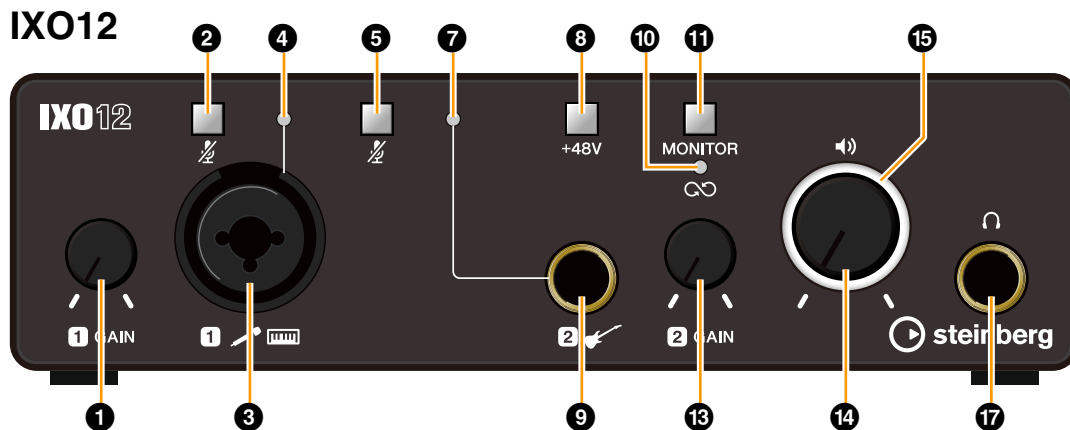 IXO12
2 4 5 7 8 10 11 15
IXO12
+48V
MONITOR
1 GAIN
1
2
2 GAIN
steinberg
1 3 9 13 14 17